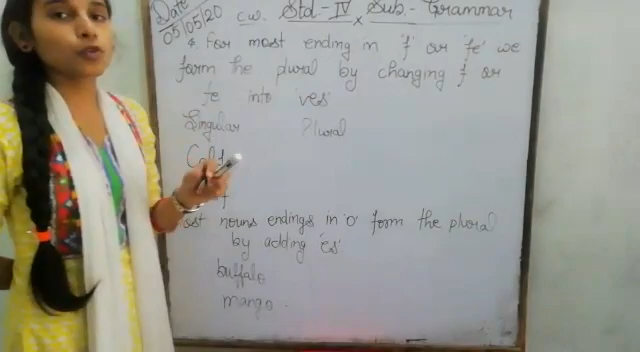 Date
05/05/20
C.W. Std - IV Sub. - Grammar
For most ending in 'f' or 'fe' we
form the plural by changing f or
fe into 'ves'
Singular Plural
Calf
f
ost nouns endings in 'o' form the plural
by adding 'es'.
buffalo
mango